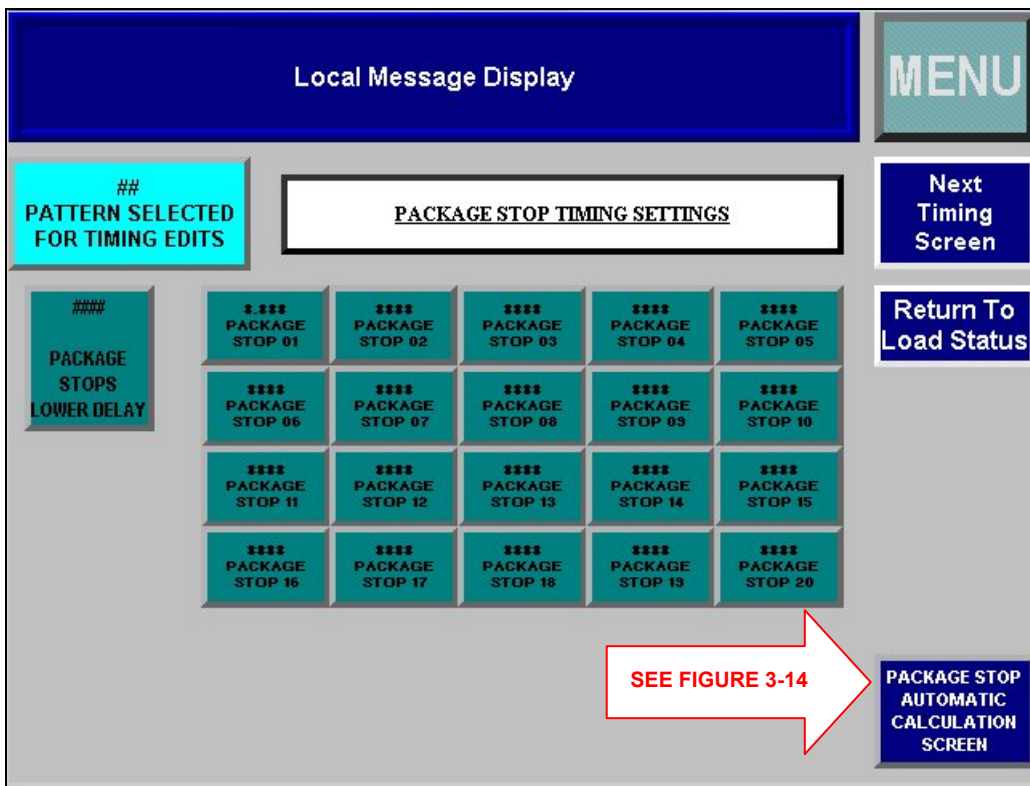 Local Message Display
MENU
##
PATTERN SELECTED
FOR TIMING EDITS
PACKAGE STOP TIMING SETTINGS
Next
Timing
Screen
####
PACKAGE
STOPS
LOWER DELAY
PACKAGE
STOP 01
PACKAGE
STOP 02
PACKAGE
STOP 03
PACKAGE
STOP 04
PACKAGE
STOP 05
Return To
Load Status
PACKAGE
STOP 06
PACKAGE
STOP 07
PACKAGE
STOP 08
PACKAGE
STOP 09
PACKAGE
STOP 10
PACKAGE
STOP 11
PACKAGE
STOP 12
PACKAGE
STOP 13
PACKAGE
STOP 14
PACKAGE
STOP 15
PACKAGE
STOP 16
PACKAGE
STOP 17
PACKAGE
STOP 18
PACKAGE
STOP 19
PACKAGE
STOP 20
SEE FIGURE 3-14
PACKAGE STOP
AUTOMATIC
CALCULATION
SCREEN